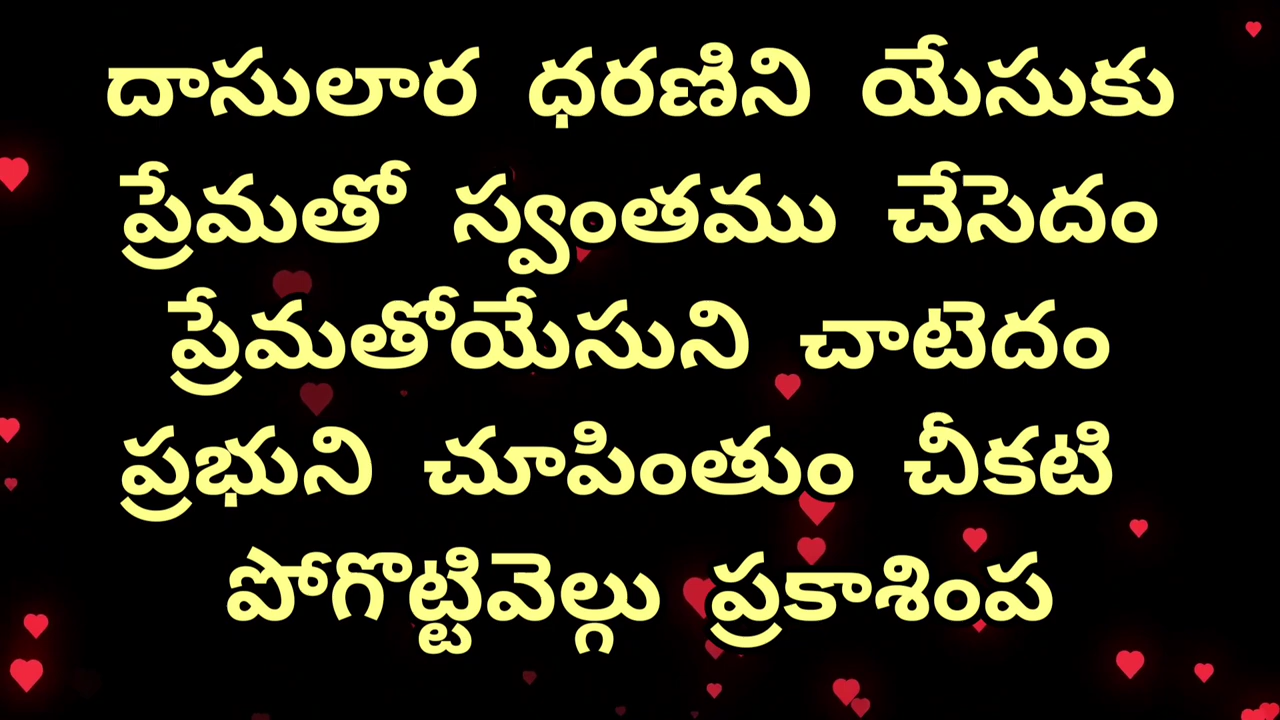 దాసులార ధరణిని యేసుకు
ప్రేమతో స్వంతము చేసెదం
ప్రేమతోయేసుని చాటెదం
ప్రభుని చూపింతుం చీకటి
పోగొట్టివెల్గు ప్రకాశింప